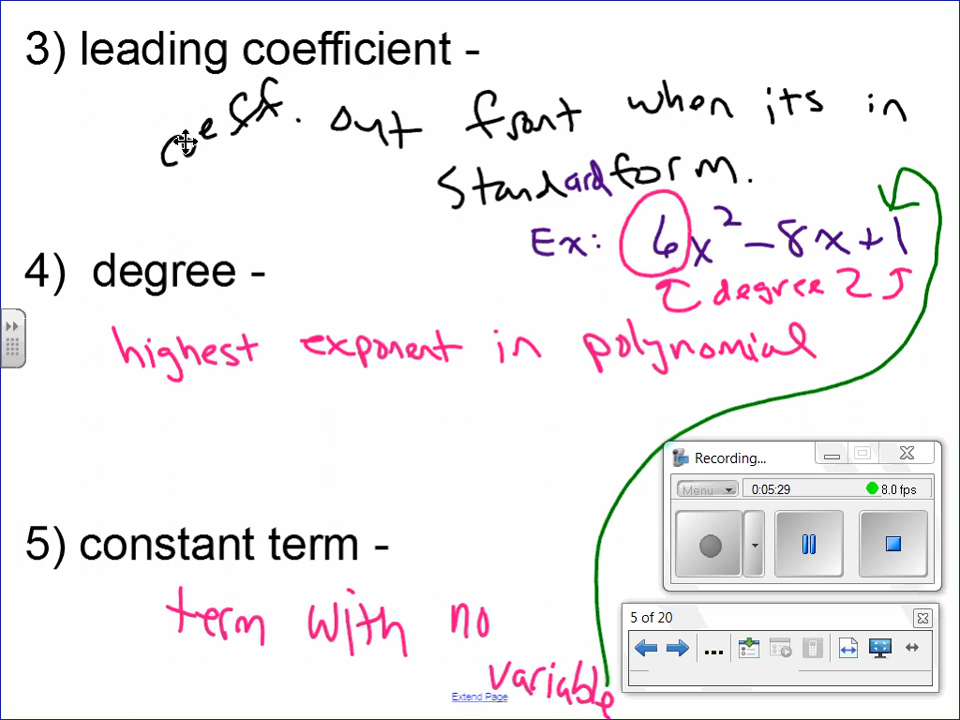 3) leading coefficient -
coeff. out front when its in
standard form.
Ex: 6x² - 8x + 1
4) degree -
degree 2
highest exponent in polynomial
Recording...
Menu
0:05:29
8.0 fps
5) constant term -
term with no
variable
5 of 20
...
Extend Page